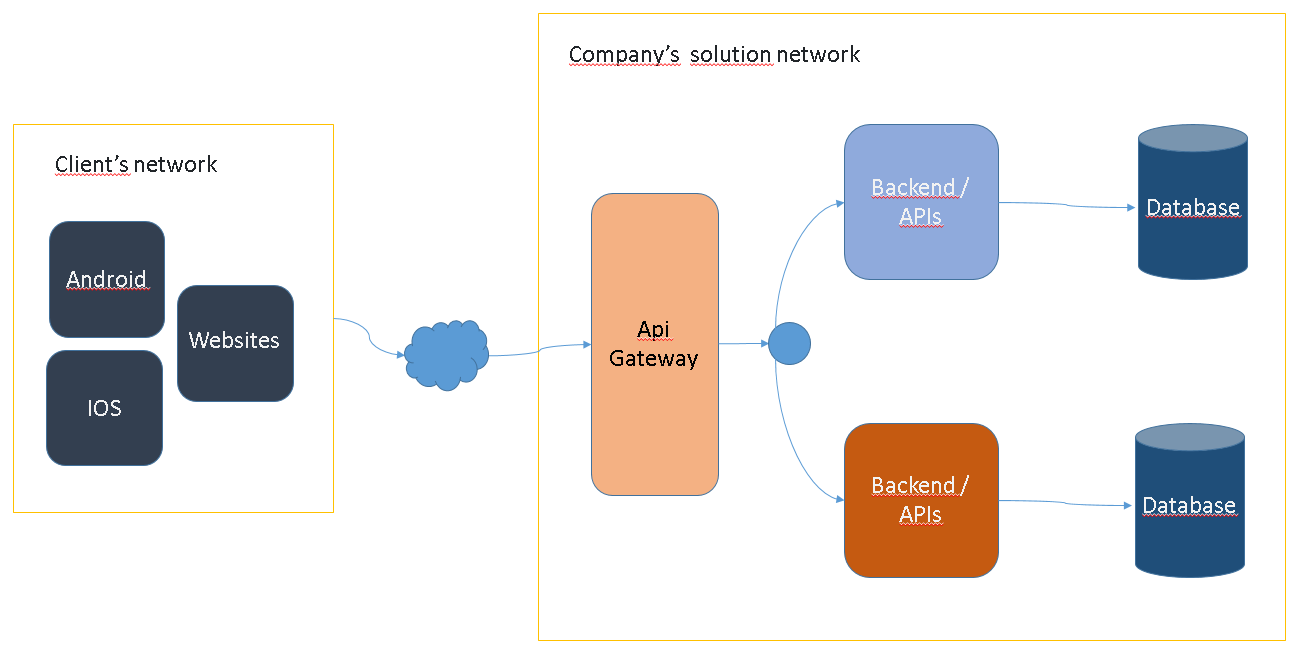 Company's solution network
Client's network
Android
Websites
IOS
Api
Gateway
Backend /
APIs
Database
Backend /
APIs
Database